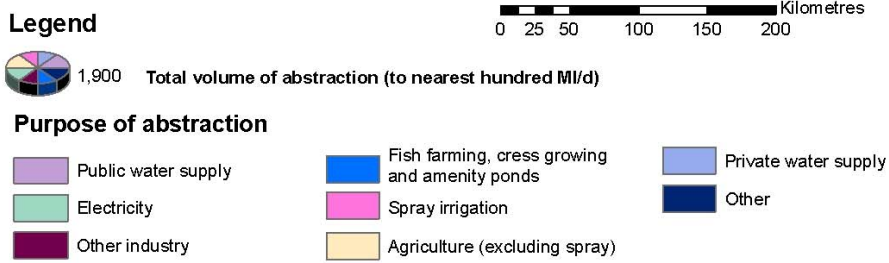 Legend
Kilometres
0 25 50 100 150 200
1,900 Total volume of abstraction (to nearest hundred Ml/d)
Purpose of abstraction
Public water supply
Electricity
Other industry
Fish farming, cress growing
and amenity ponds
Spray irrigation
Agriculture (excluding spray)
Private water supply
Other